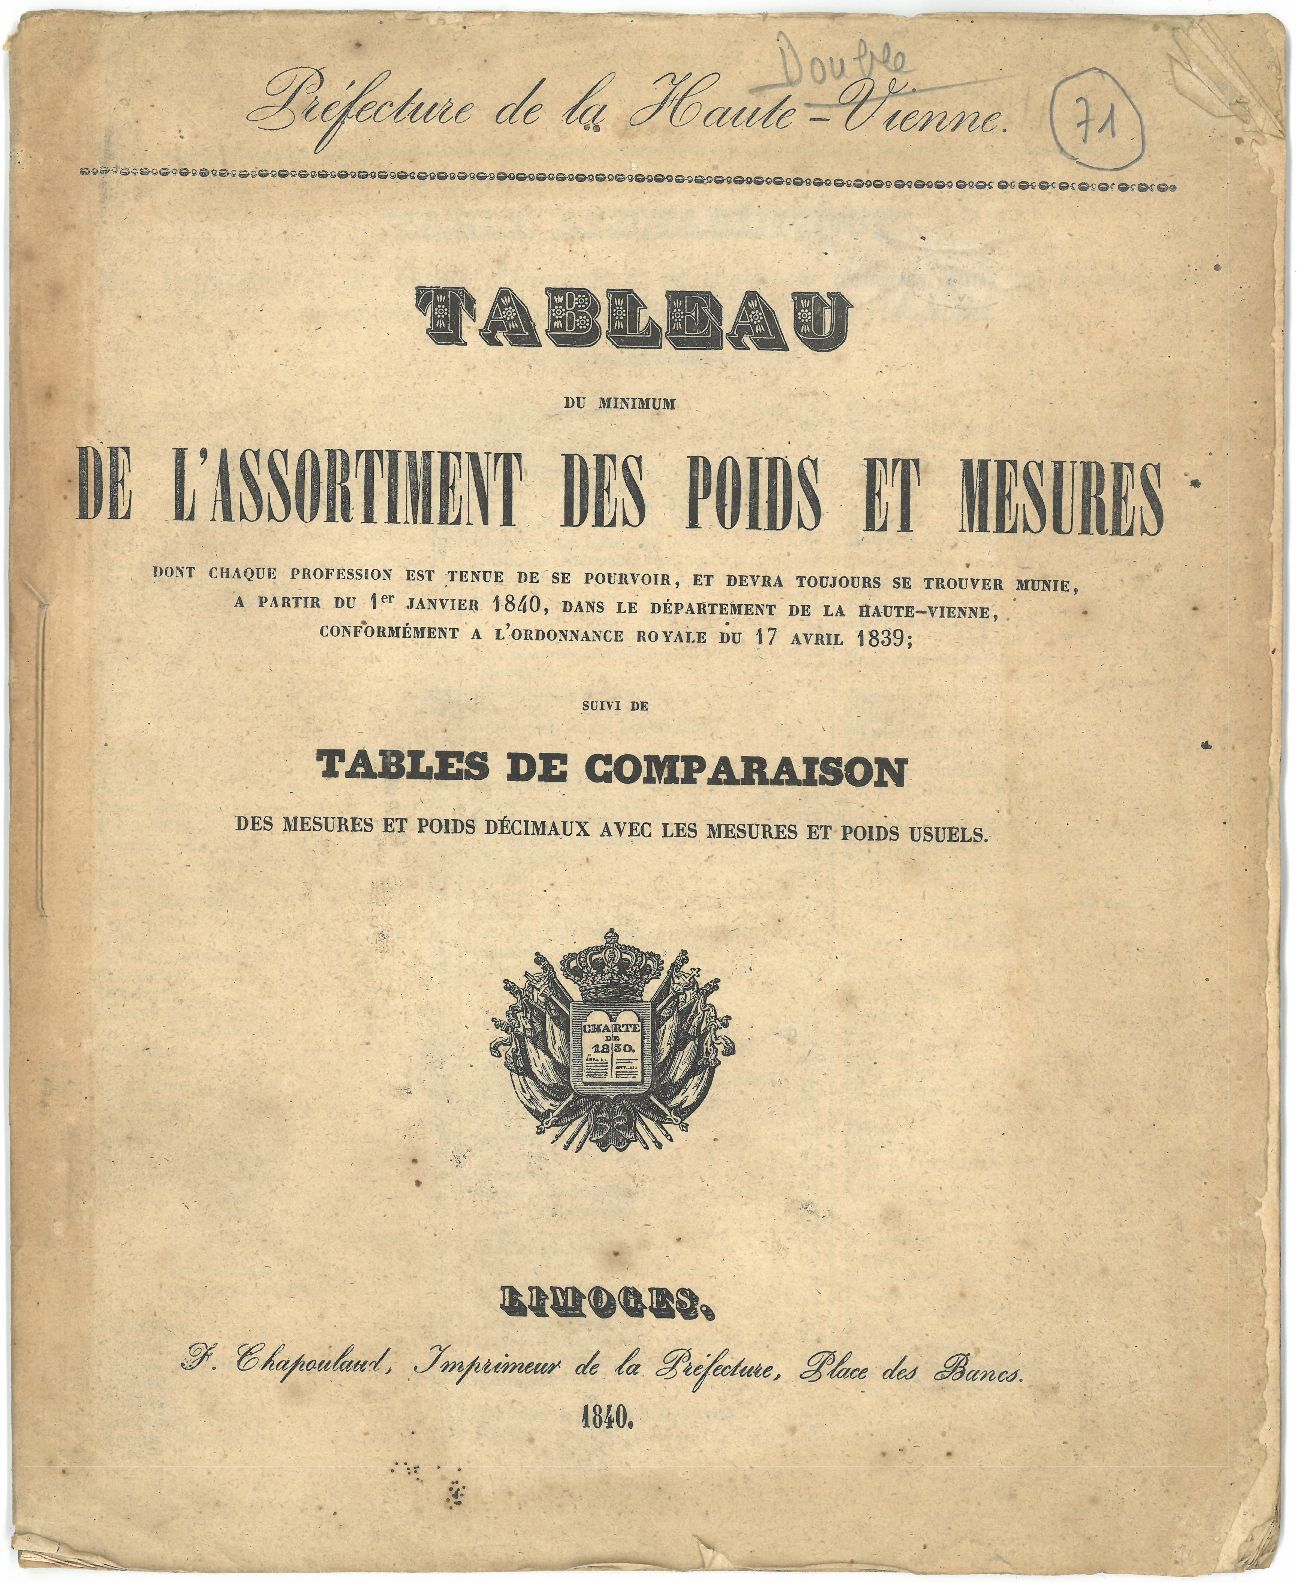 Double
Préfecture de la Haute-Vienne.
71
TABLEAU
DU MINIMUM
DE L'ASSORTIMENT DES POIDS ET MESURES
DONT CHAQUE PROFESSION EST TENUE DE SE POURVOIR, ET DEVRA TOUJOURS SE TROUVER MUNIE,
A PARTIR DU 1er JANVIER 1840, DANS LE DÉPARTEMENT DE LA HAUTE-VIENNE,
CONFORMÉMENT A L'ORDONNANCE ROYALE DU 17 AVRIL 1839;
SUIVI DE
TABLES DE COMPARAISON
DES MESURES ET POIDS DÉCIMAUX AVEC LES MESURES ET POIDS USUELS.
CHARTE
DE
1830.
LIMOGES.
F. Chapoulaud, Imprimeur de la Préfecture, Place des Bancs.
1840.